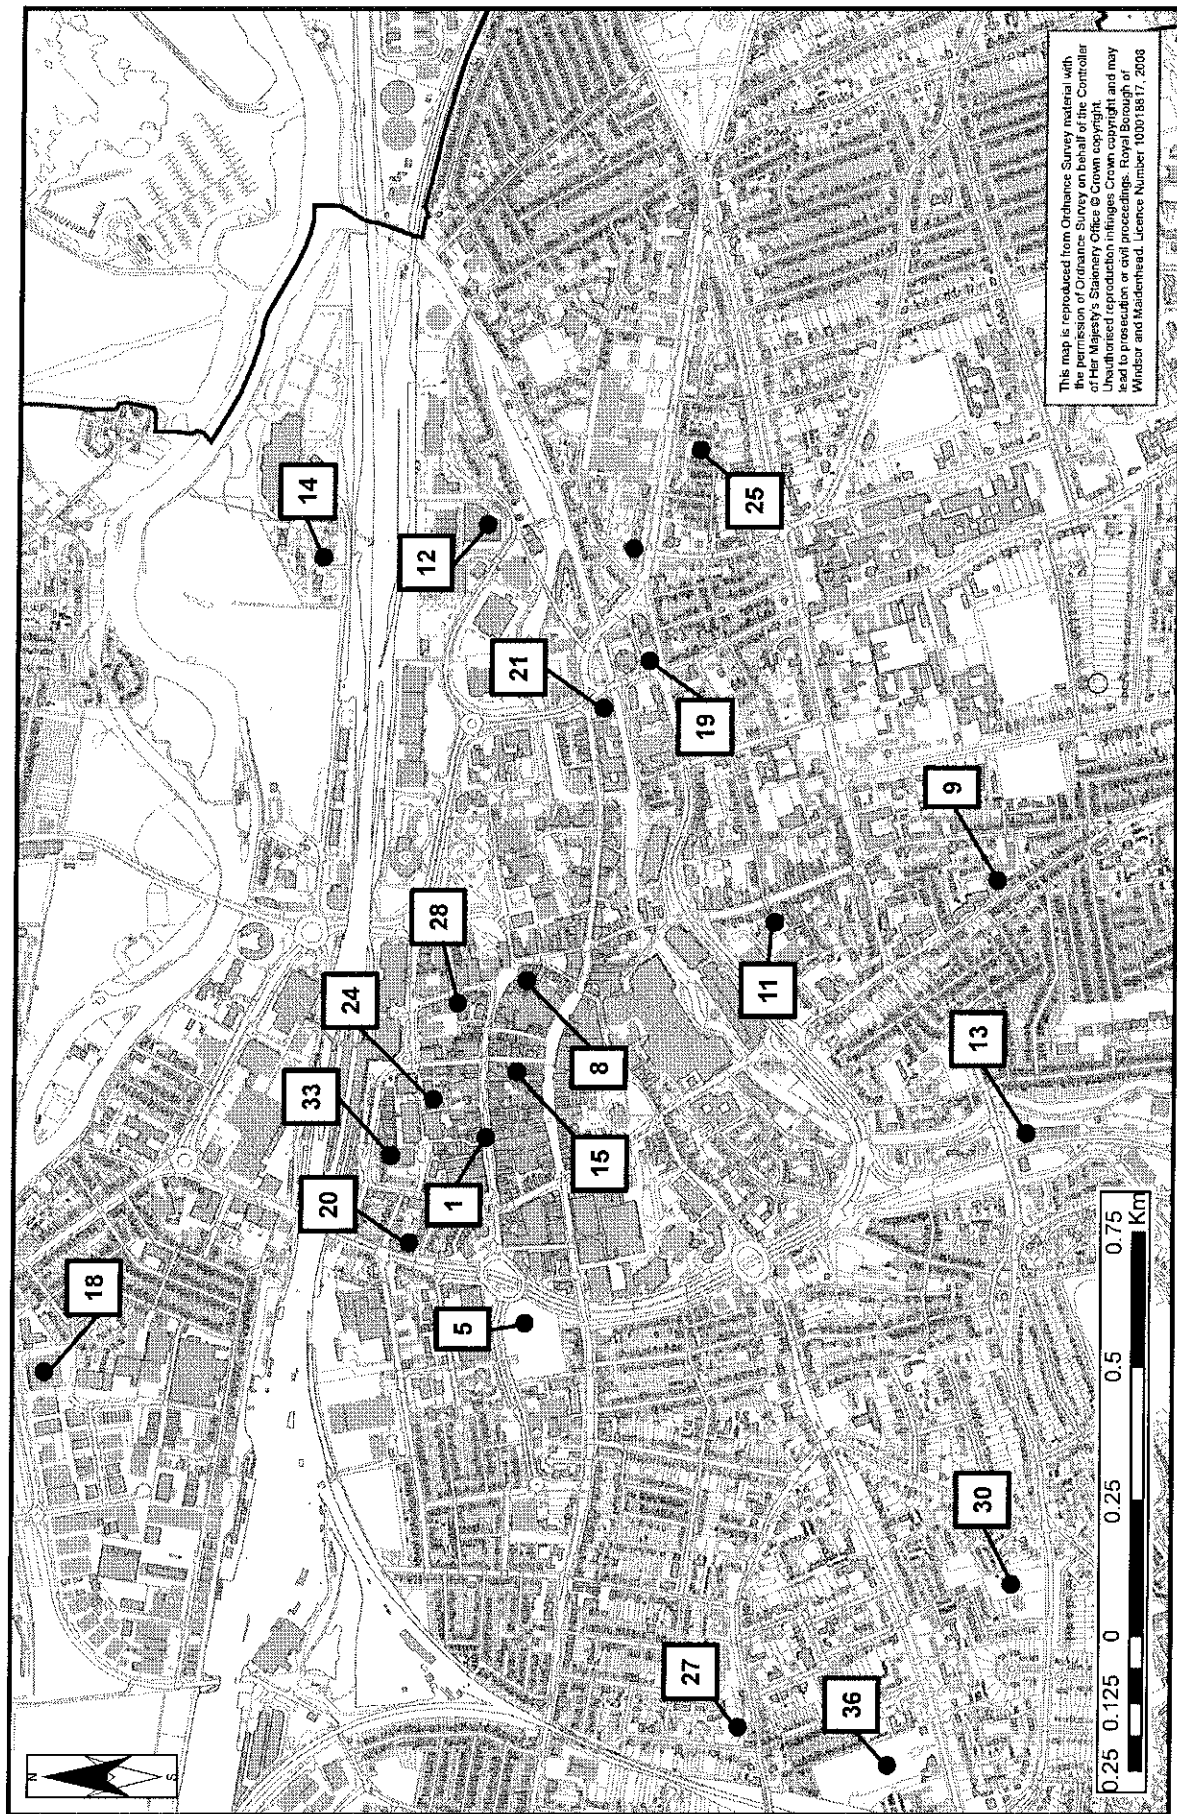 N
S
This map is reproduced from Ordnance Survey material with
the permission of Ordnance Survey on behalf of the Controller
of Her Majesty's Stationery Office © Crown copyright.
Unauthorised reproduction infringes Crown copyright and may
lead to prosecution or civil proceedings. Royal Borough of
Windsor and Maidenhead. Licence Number 100018817, 2008
18
14
20
33
24
28
12
1
5
21
15
8
19
25
27
11
9
36
30
13
0.25 0.125 0 0.25 0.5 0.75
Km